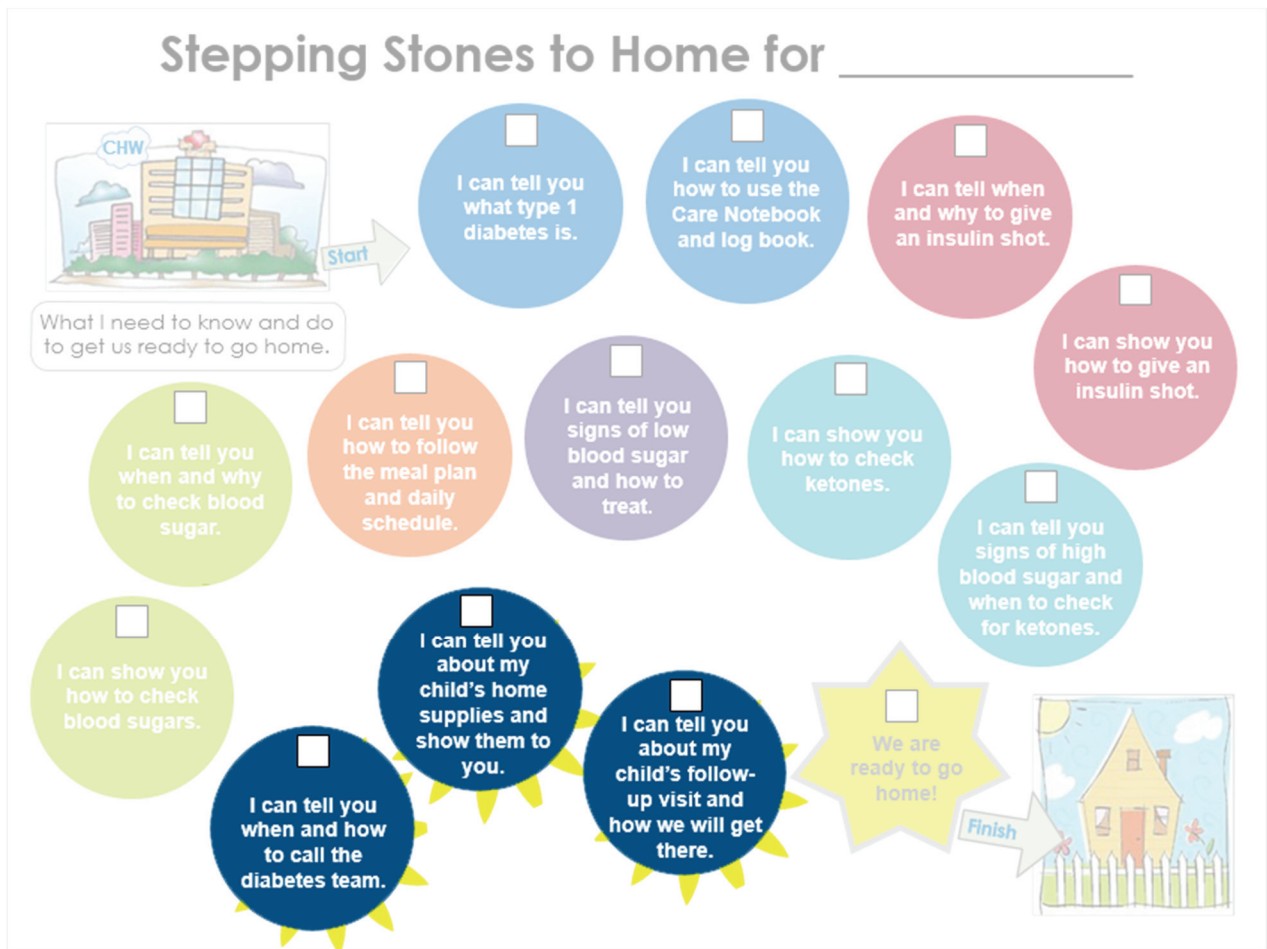 Stepping Stones to Home for
CHW
Start
What I need to know and do
to get us ready to go home.
I can tell you
what type 1
diabetes is.
I can tell you
how to use the
Care Notebook
and log book.
I can tell when
and why to give
an insulin shot.
I can show you
how to give an
insulin shot.
I can tell you
signs of high
blood sugar and
when to check
for ketones.
I can show you
how to check
ketones.
I can tell you
signs of low
blood sugar
and how to
treat.
I can tell you
how to follow
the meal plan
and daily
schedule.
I can tell you
when and why
to check blood
sugar.
I can show you
how to check
blood sugars.
I can tell you
when and how
to call the
diabetes team.
I can tell you
about my
child's home
supplies and
show them to
you.
I can tell you
about my
child's follow-
up visit and
how we will get
there.
We are
ready to go
home!
Finish